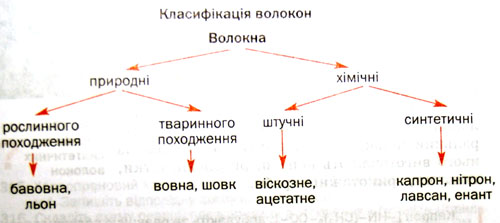 Класифікація волокон
Волокна
природні хімічні
рослинного походження
тваринного походження
штучні
синтетичні
бавовна, льон
вовна, шовк
віскозне, ацетатне
капрон, нітрон, лавсан, енант